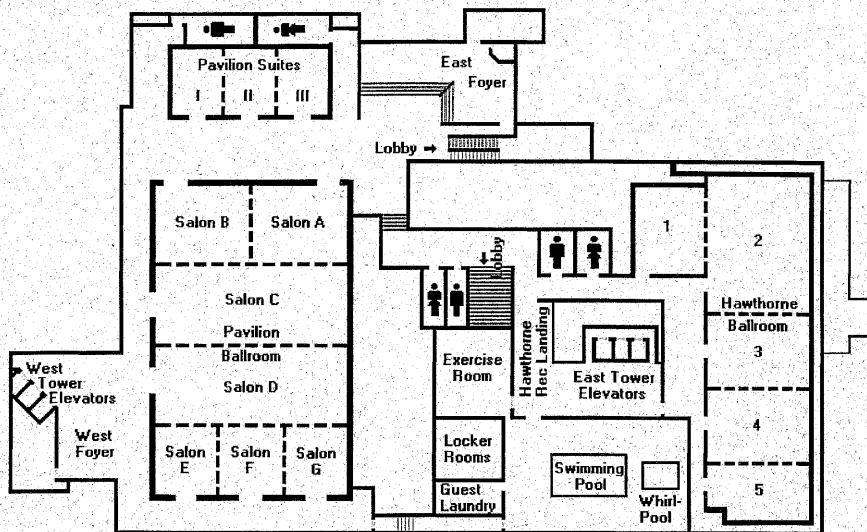 Pavilion Suites
I II III
East
Foyer
Lobby →
Salon B
Salon A
1
2
Lobby
Salon C
Pavilion
Ballroom
Salon D
Hawthorne
Ballroom
3
Hawthorne
Rec Landing
Exercise
Room
East Tower
Elevators
West
Tower
Elevators
West
Foyer
4
Salon
E
Salon
F
Salon
G
Locker
Rooms
Swimming
Pool
Whirl-
Pool
5
Guest
Laundry